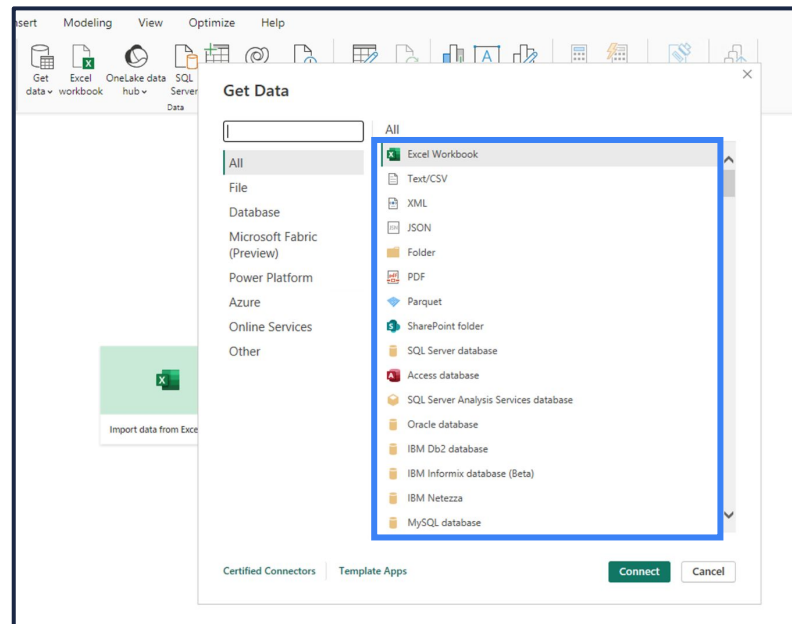 nsert Modeling View Optimize Help
Get data
Excel workbook
OneLake data hub
SQL Server
Data
Get Data
All
File
Database
Microsoft Fabric
(Preview)
Power Platform
Azure
Online Services
Other
All
Excel Workbook
Text/CSV
XML
JSON
Folder
PDF
Parquet
SharePoint folder
SQL Server database
Access database
SQL Server Analysis Services database
Oracle database
IBM Db2 database
IBM Informix database (Beta)
IBM Netezza
MySQL database
Import data from Exce
Certified Connectors Template Apps
Connect Cancel